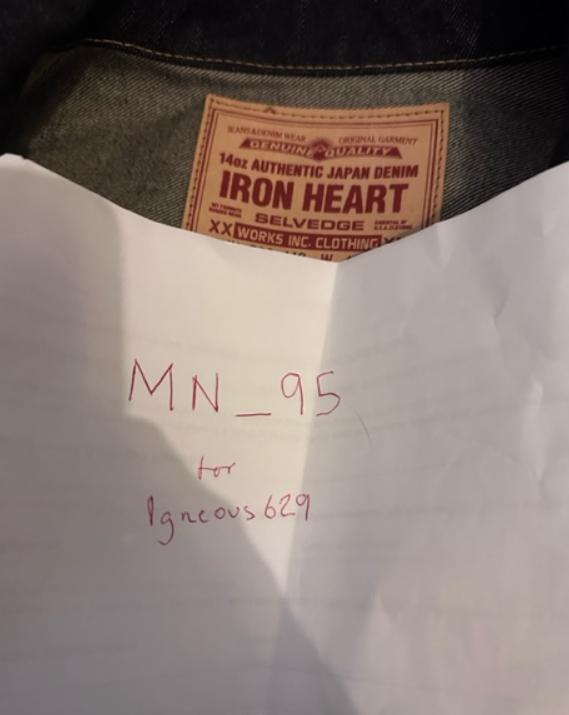 JEANS&DENIM WEAR ORIGINAL GARMENT
GENUINE QUALITY
14oz AUTHENTIC JAPAN DENIM
IRON HEART
SELVEDGE
XX WORKS INC. CLOTHING
MN_95
for
Igneous629